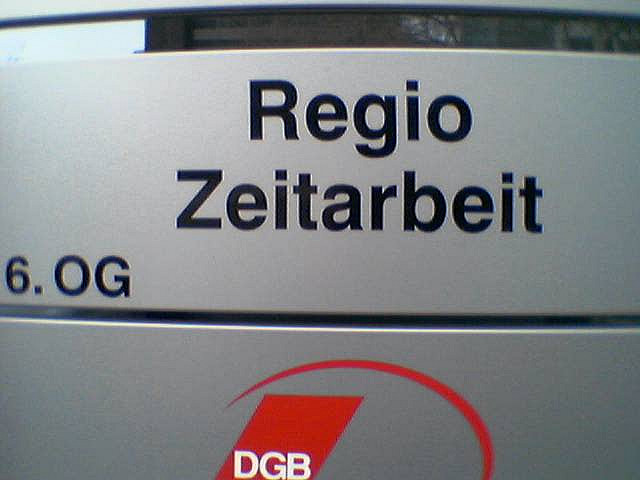 Regio
Zeitarbeit
6. OG
DGB